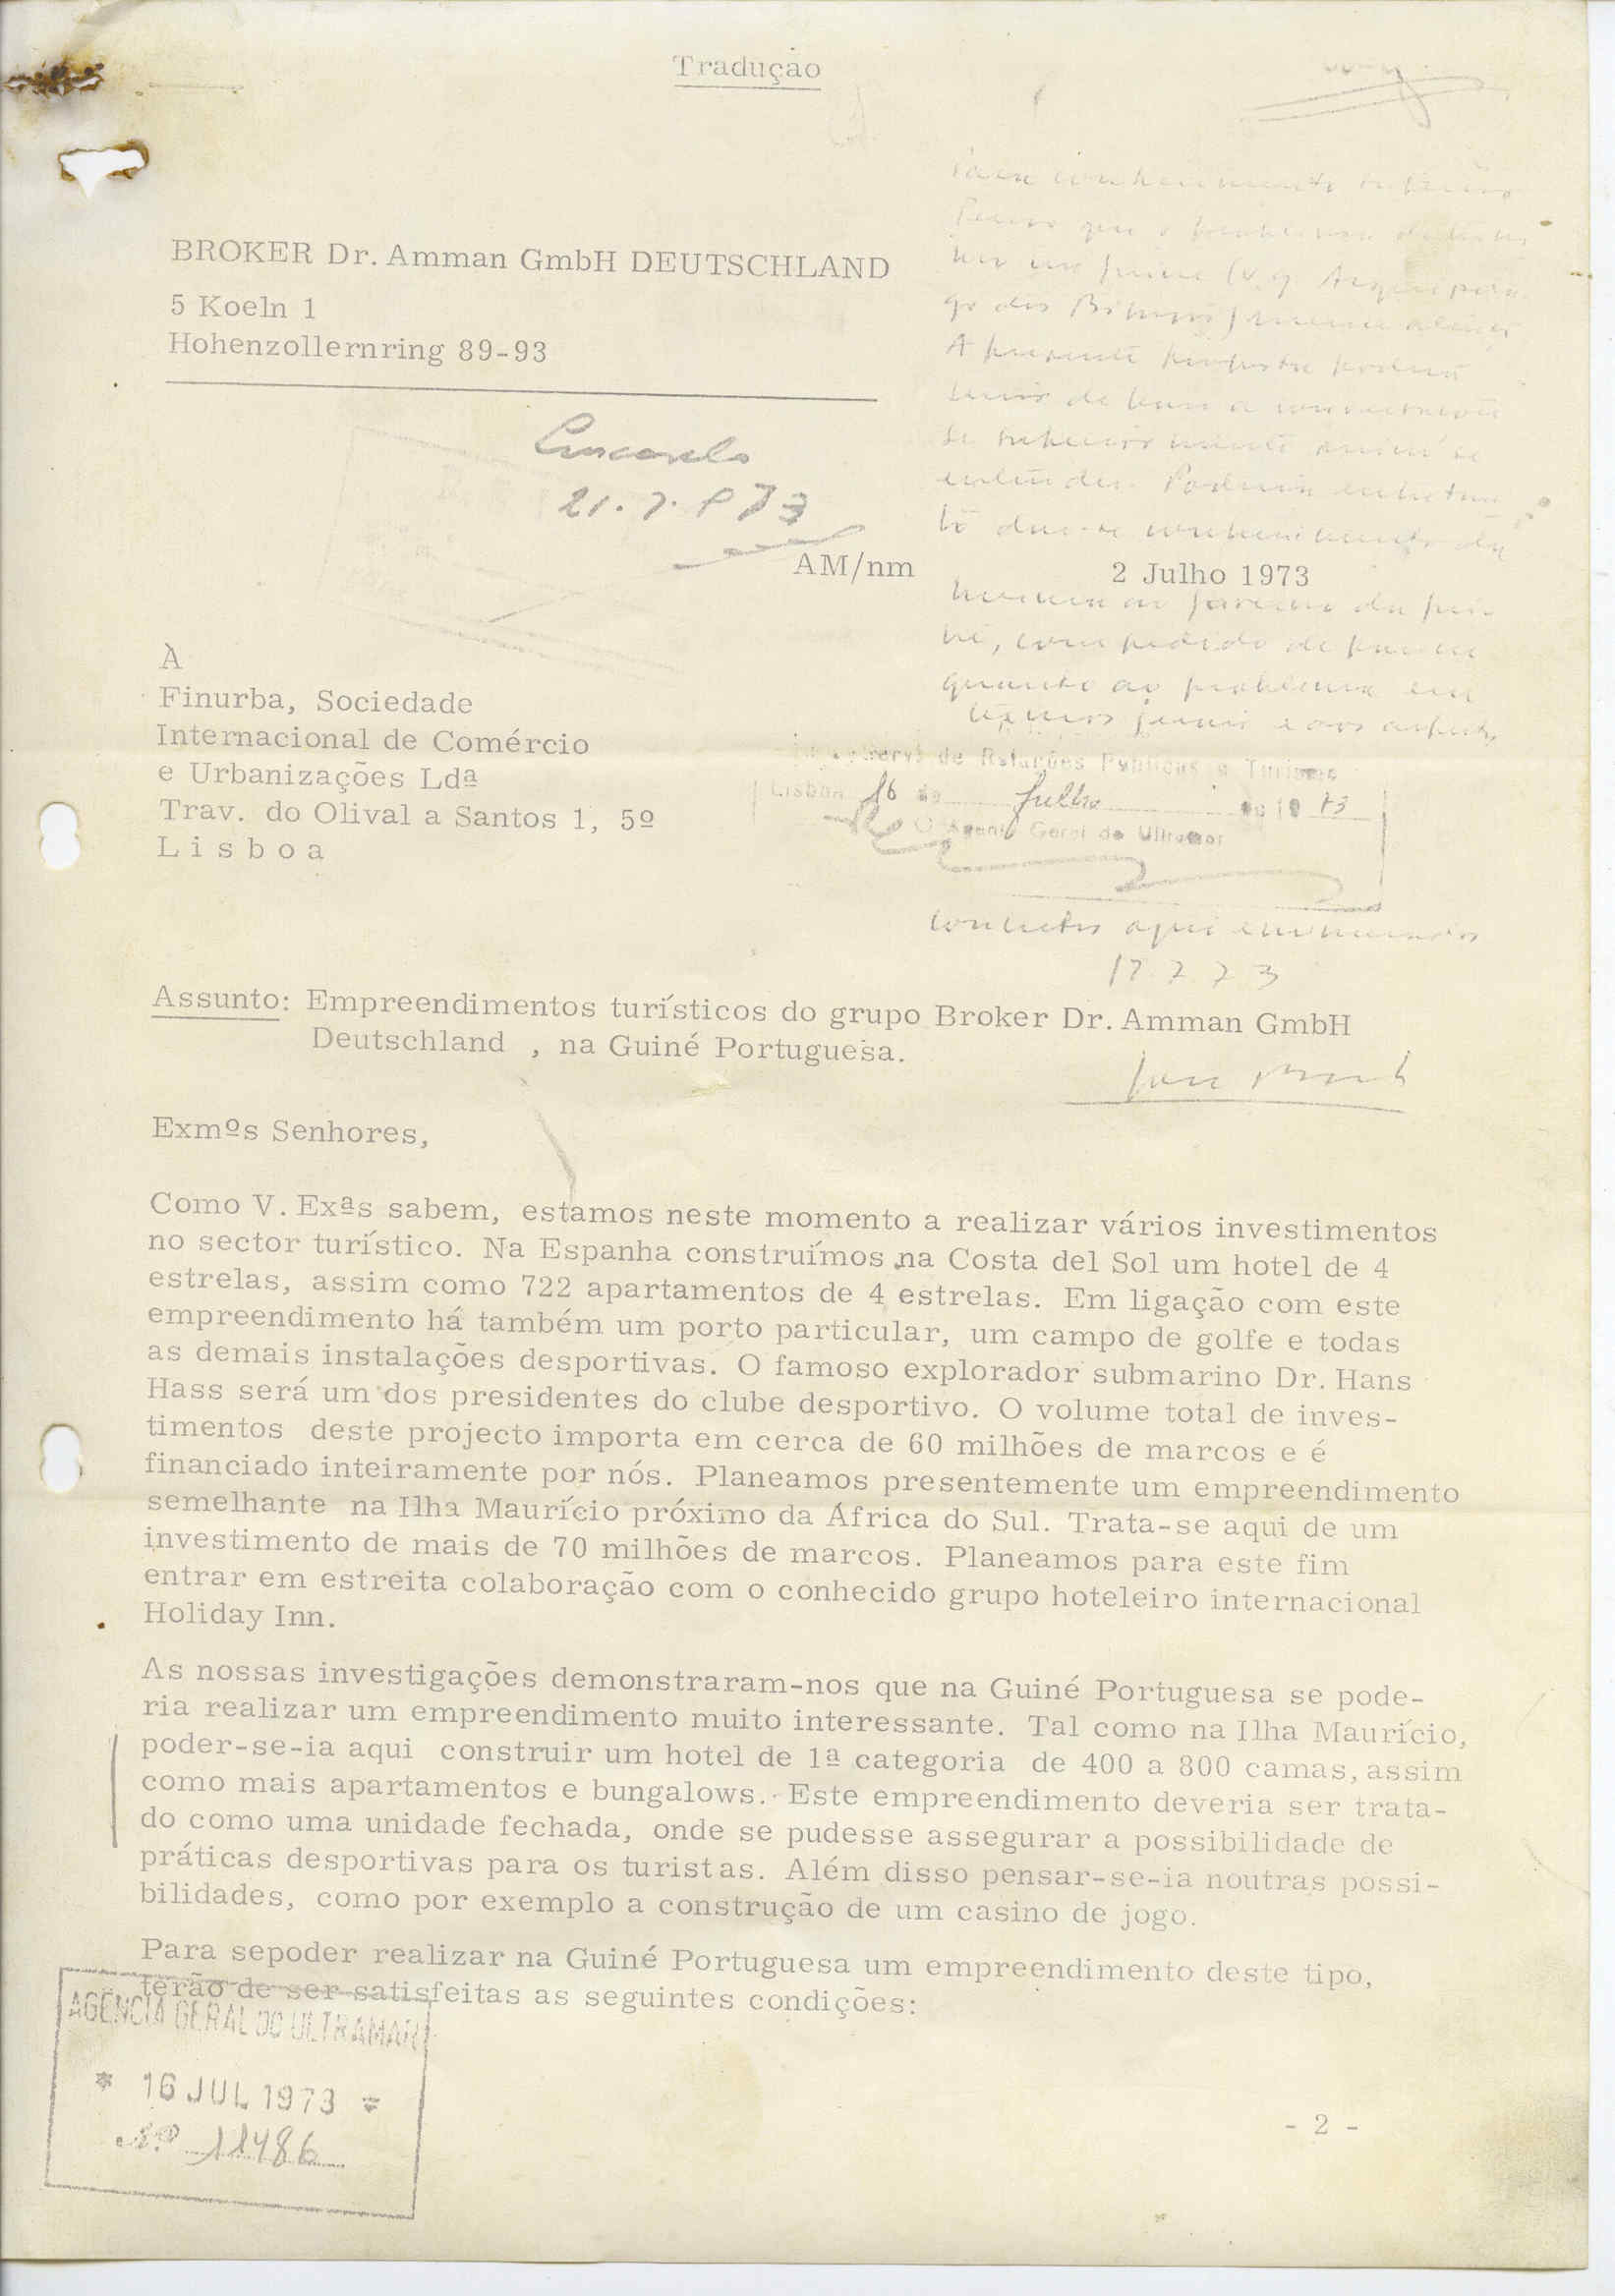 Tradução
BROKER Dr. Amman GmbH DEUTSCHLAND
5 Koeln 1
Hohenzollernring 89-93
Concordo
21.7.973
AM/nm
2 Julho 1973
A presente proposta poderá
quanto ao problema em
À
Finurba, Sociedade
Internacional de Comércio
e Urbanizações Ldª
Trav. do Olival a Santos 1, 5º
L i s b o a
de Relações Públicas e Turismo
Lisboa 16 de Julho de 1973
O Agente Geral do Ultramar
17.7.73
Assunto: Empreendimentos turísticos do grupo Broker Dr. Amman GmbH
Deutschland , na Guiné Portuguesa.
Exmºs Senhores,
Como V. Exªs sabem, estamos neste momento a realizar vários investimentos
no sector turístico. Na Espanha construímos na Costa del Sol um hotel de 4
estrelas, assim como 722 apartamentos de 4 estrelas. Em ligação com este
empreendimento há também um porto particular, um campo de golfe e todas
as demais instalações desportivas. O famoso explorador submarino Dr. Hans
Hass será um dos presidentes do clube desportivo. O volume total de inves-
timentos deste projecto importa em cerca de 60 milhões de marcos e é
financiado inteiramente por nós. Planeamos presentemente um empreendimento
semelhante na Ilha Maurício próximo da África do Sul. Trata-se aqui de um
investimento de mais de 70 milhões de marcos. Planeamos para este fim
entrar em estreita colaboração com o conhecido grupo hoteleiro internacional
Holiday Inn.
As nossas investigações demonstraram-nos que na Guiné Portuguesa se pode-
ria realizar um empreendimento muito interessante. Tal como na Ilha Maurício,
poder-se-ia aqui construir um hotel de 1ª categoria de 400 a 800 camas, assim
como mais apartamentos e bungalows. Este empreendimento deveria ser trata-
do como uma unidade fechada, onde se pudesse assegurar a possibilidade de
práticas desportivas para os turistas. Além disso pensar-se-ia noutras possi-
bilidades, como por exemplo a construção de um casino de jogo.
Para sepoder realizar na Guiné Portuguesa um empreendimento deste tipo,
terão de ser satisfeitas as seguintes condições:
AGÊNCIA GERAL DO ULTRAMAR
* 16 JUL 1973 *
Nº 11486
- 2 -